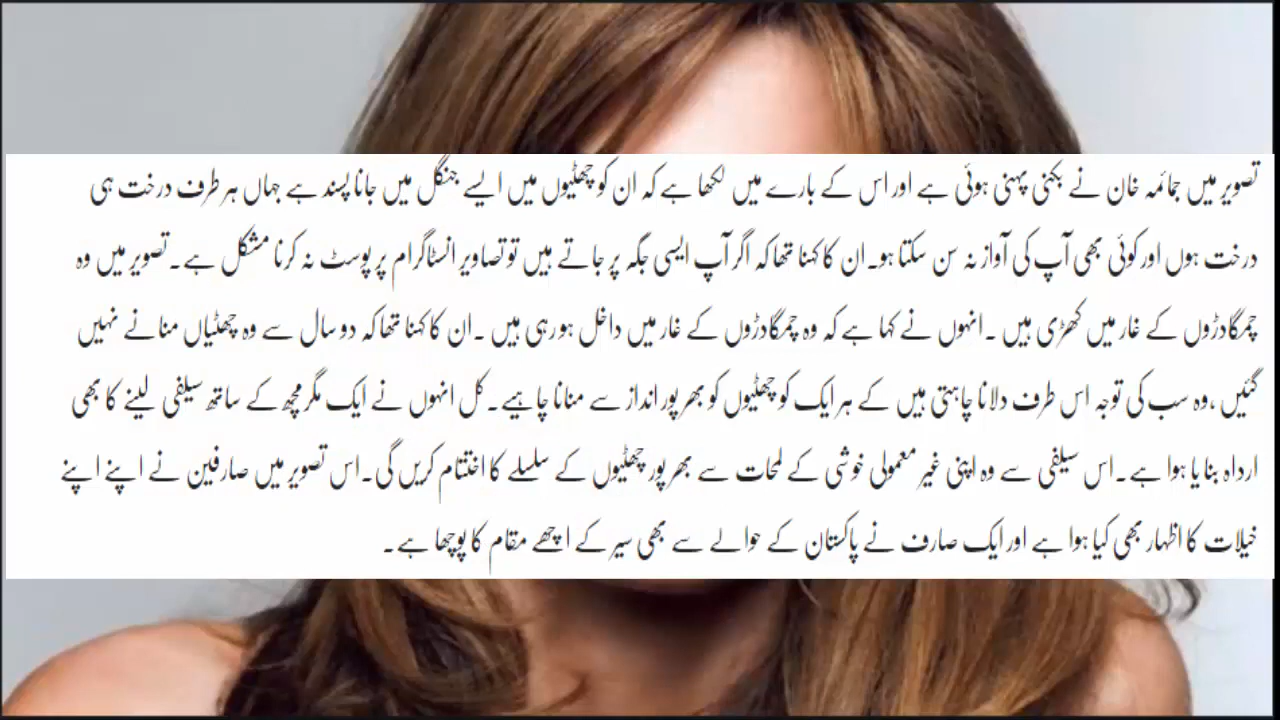 تصویر میں جمائمہ خان نے بکنی پہنی ہوئی ہے اور اس کے بارے میں لکھا ہے کہ ان کو چھٹیوں میں ایسے جنگل میں جانا پسند ہے جہاں ہر طرف درخت ہی
درخت ہوں اور کوئی بھی آپ کی آواز نہ سن سکتا ہو۔ ان کا کہنا تھا کہ اگر آپ ایسی جگہ پر جاتے ہیں تو تصاویر انسٹاگرام پر پوسٹ نہ کرنا مشکل ہے۔ تصویر میں وہ
چمگادڑوں کے غار میں کھڑی ہیں ۔ انہوں نے کہا ہے کہ وہ چمگادڑوں کے غار میں داخل ہورہی ہیں ۔ ان کا کہنا تھا کہ دو سال سے وہ چھٹیاں منانے نہیں
گئیں ، وہ سب کی توجہ اس طرف دلانا چاہتی ہیں کے ہر ایک کو چھٹیوں کو بھر پور انداز سے منانا چاہیے۔ کل انہوں نے ایک مگرمچھ کے ساتھ سیلفی لینے کا بھی
ارداہ بنایا ہوا ہے۔ اس سیلفی سے وہ اپنی غیر معمولی خوشی کے لمحات سے بھر پور چھٹیوں کے سلسلے کا اختتام کریں گی۔ اس تصویر میں صارفین نے اپنے اپنے
خیلات کا اظہار بھی کیا ہوا ہے اور ایک صارف نے پاکستان کے حوالے سے بھی سیر کے اچھے مقام کا پوچھا ہے۔